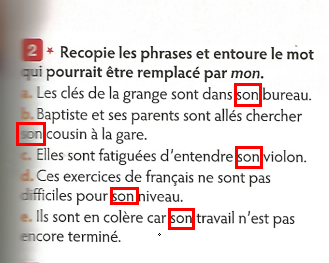 2 * Recopie les phrases et entoure le mot
qui pourrait être remplacé par mon.
a. Les clés de la grange sont dans son bureau.
b. Baptiste et ses parents sont allés chercher
son cousin à la gare.
c. Elles sont fatiguées d'entendre son violon.
d. Ces exercices de français ne sont pas
difficiles pour son niveau.
e. Ils sont en colère car son travail n'est pas
encore terminé.